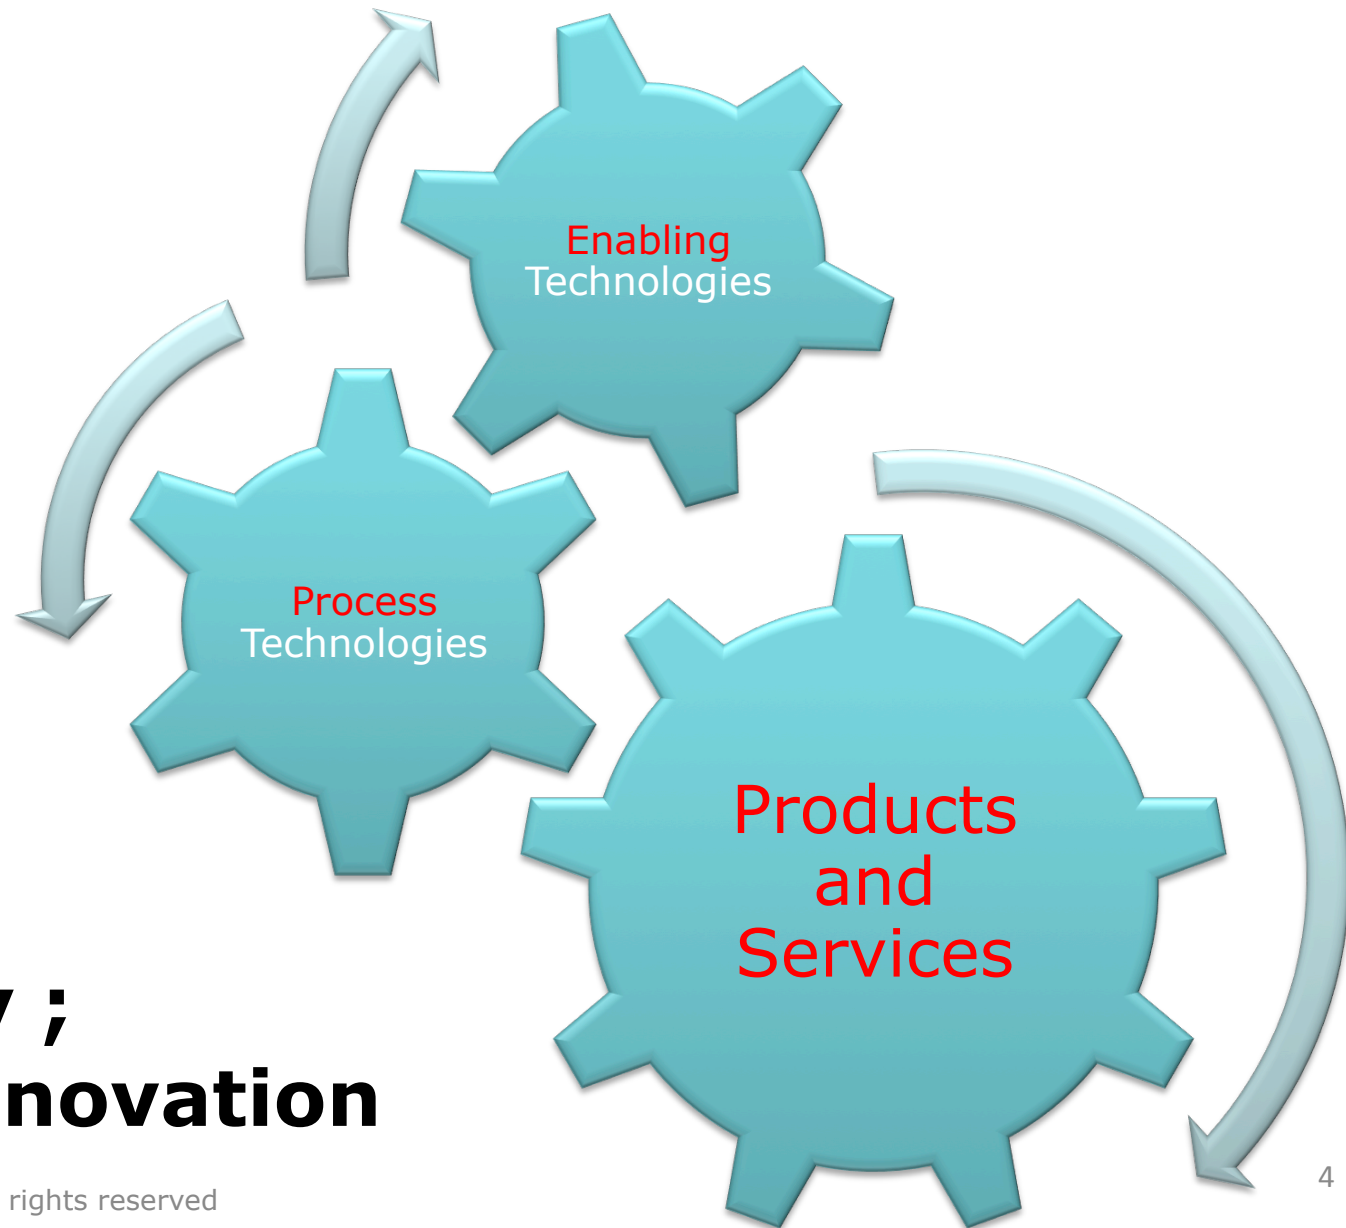 Enabling
Technologies
Process
Technologies
Products
and
Services
;
novation
rights reserved
4